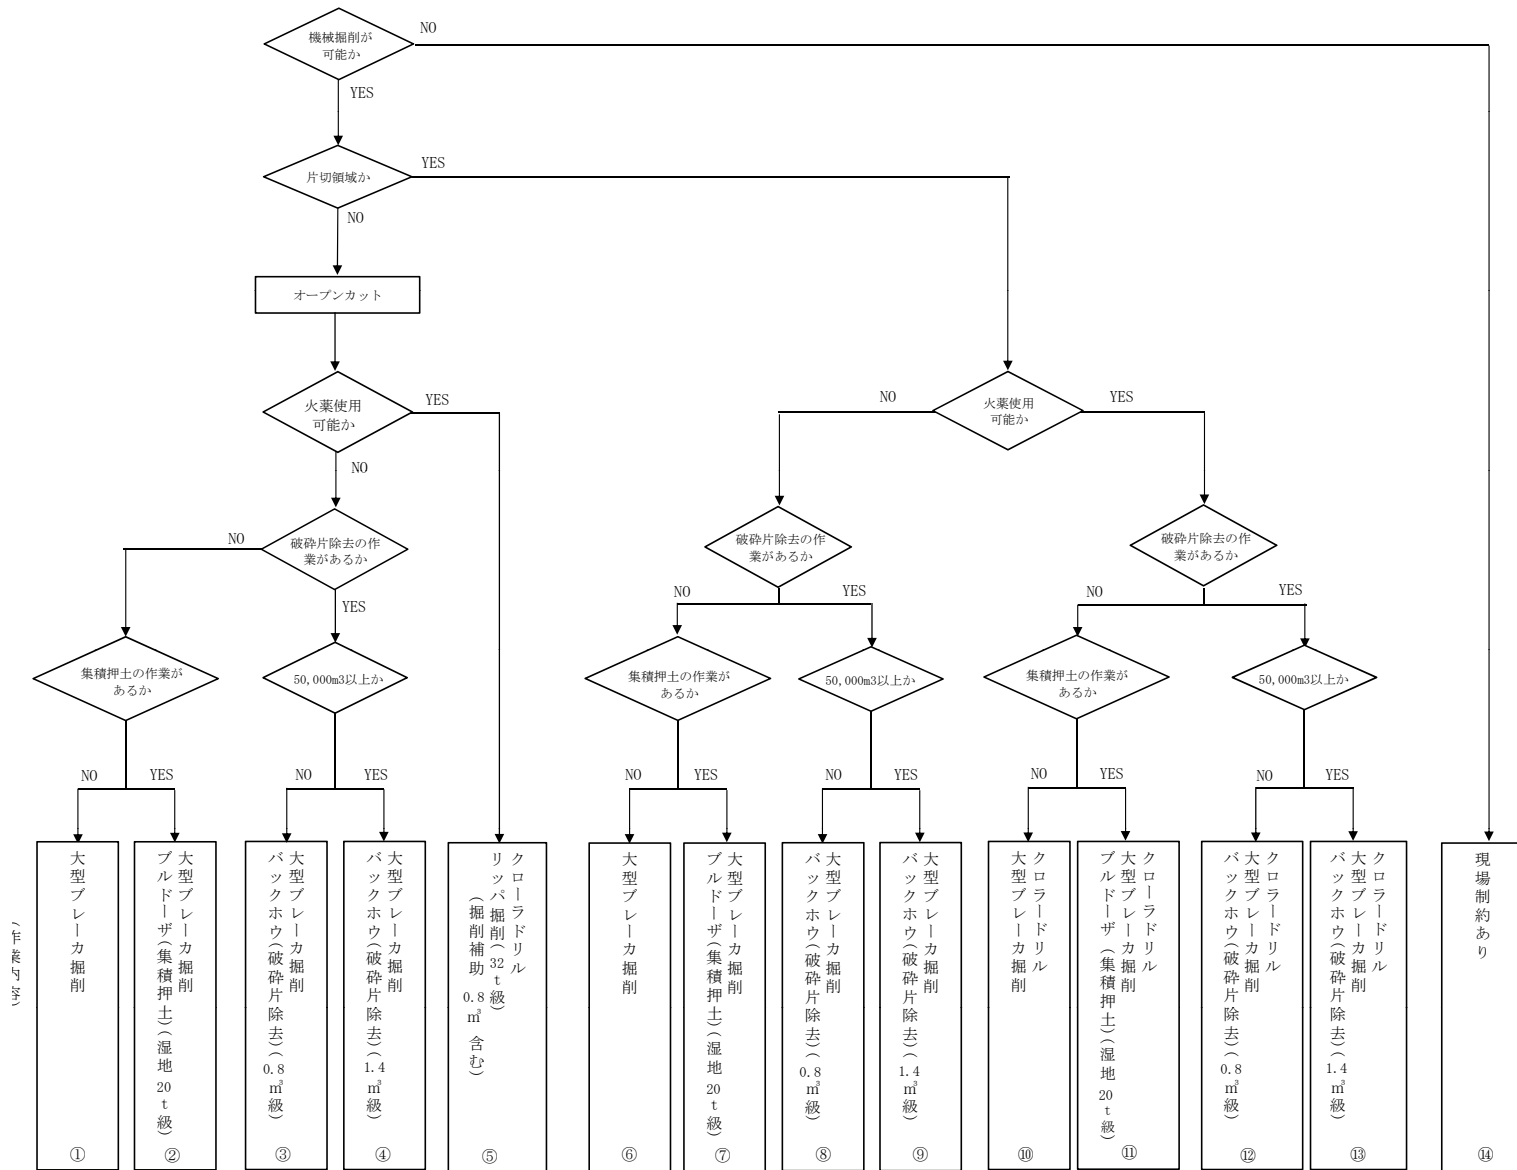 機械掘削が
可能か
NO
YES
片切領域か
YES
NO
オープンカット
火薬使用
可能か
YES
NO
火薬使用
可能か
NO
YES
破砕片除去の作
業があるか
NO
YES
破砕片除去の作
業があるか
NO
YES
破砕片除去の作
業があるか
NO
YES
集積押土の作業が
あるか
50,000m3以上か
集積押土の作業が
あるか
50,000m3以上か
集積押土の作業が
あるか
50,000m3以上か
NO
YES
NO
YES
NO
YES
NO
YES
NO
YES
NO
YES
大型ブレーカ掘削
①
大型ブレーカ掘削
ブルドーザ(集積押土)(湿地20t級)
②
大型ブレーカ掘削
バックホウ(破砕片除去)(0.8㎥級)
③
大型ブレーカ掘削
バックホウ(破砕片除去)(1.4㎥級)
④
クローラドリル
リッパ掘削(32t級)
(掘削補助0.8㎥含む)
⑤
大型ブレーカ掘削
⑥
大型ブレーカ掘削
ブルドーザ(集積押土)(湿地20t級)
⑦
大型ブレーカ掘削
バックホウ(破砕片除去)(0.8㎥級)
⑧
大型ブレーカ掘削
バックホウ(破砕片除去)(1.4㎥級)
⑨
クロラードリル
大型ブレーカ掘削
⑩
クローラドリル
大型ブレーカ掘削
ブルドーザ(集積押土)(湿地20t級)
⑪
クロラードリル
大型ブレーカ掘削
バックホウ(破砕片除去)(0.8㎥級)
⑫
クロラードリル
大型ブレーカ掘削
バックホウ(破砕片除去)(1.4㎥級)
⑬
現場制約あり
⑭